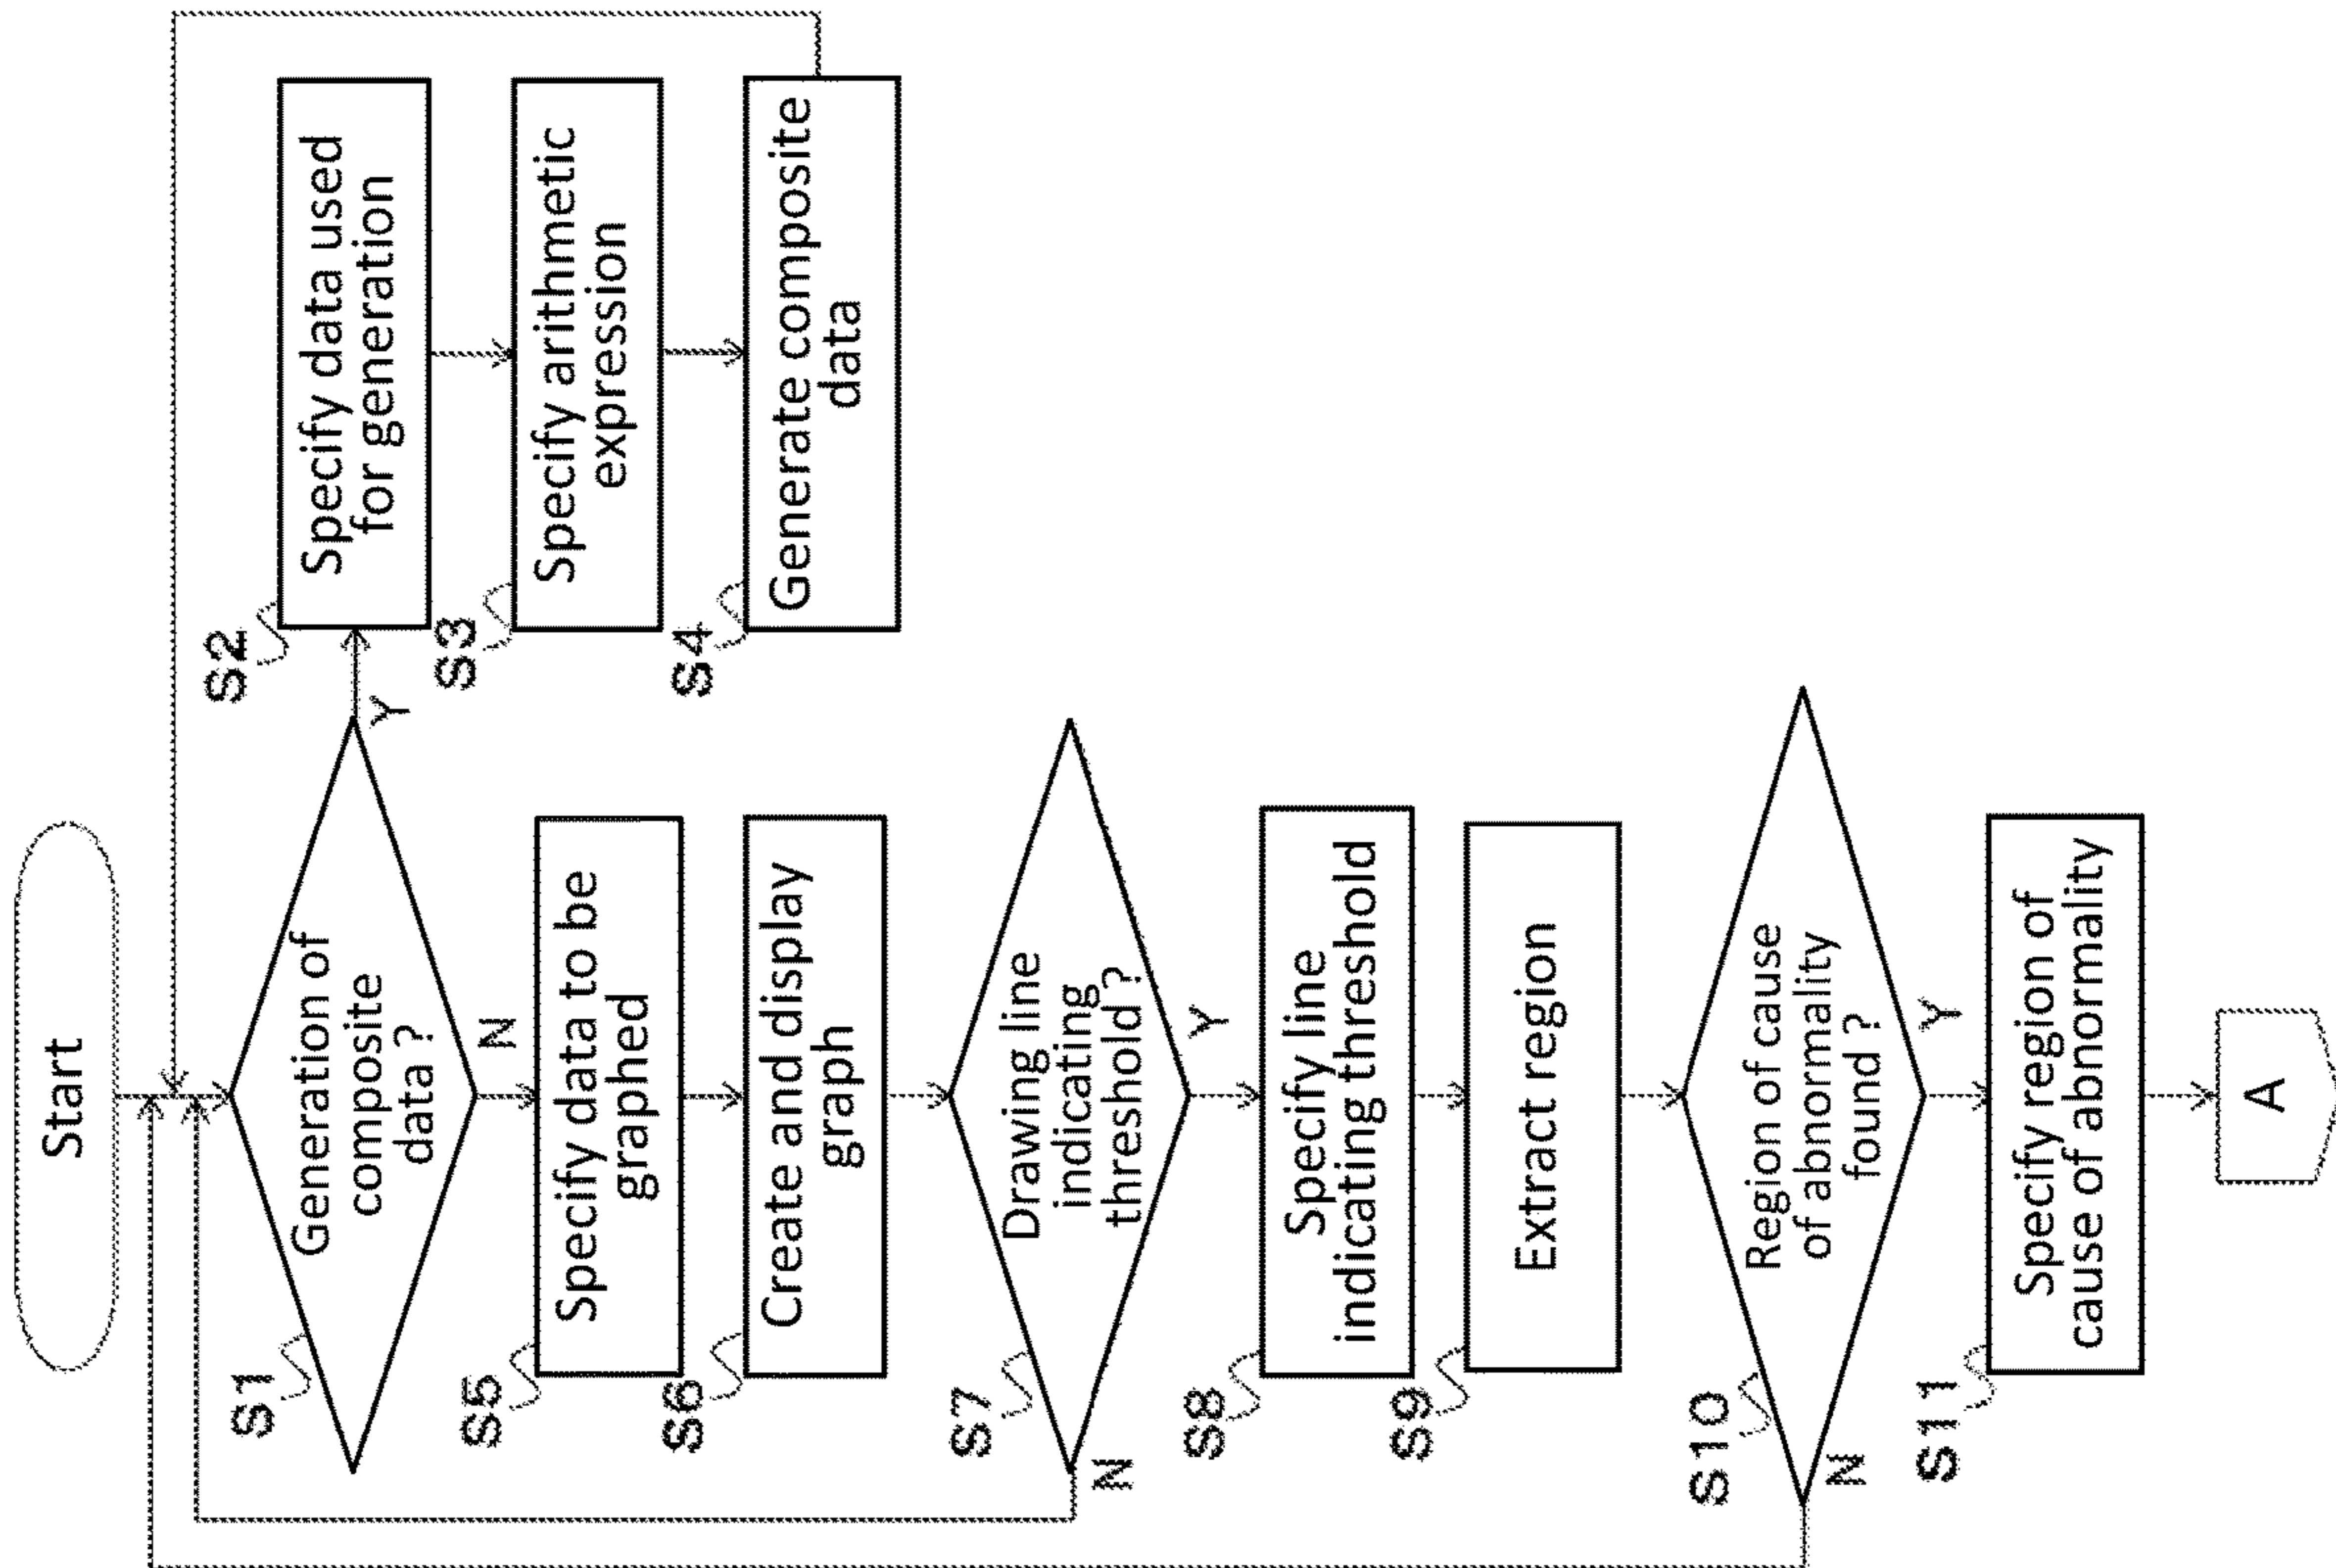 Start
S1
Generation of
composite
data ?
Y
N
S2
Specify data used
for generation
S3
Specify arithmetic
expression
S4
Generate composite
data
S5
Specify data to be
graphed
S6
Create and display
graph
S7
Drawing line
indicating
threshold ?
N
Y
S8
Specify line
indicating threshold
S9
Extract region
S10
Region of cause
of abnormality
found ?
N
Y
S11
Specify region of
cause of abnormality
A